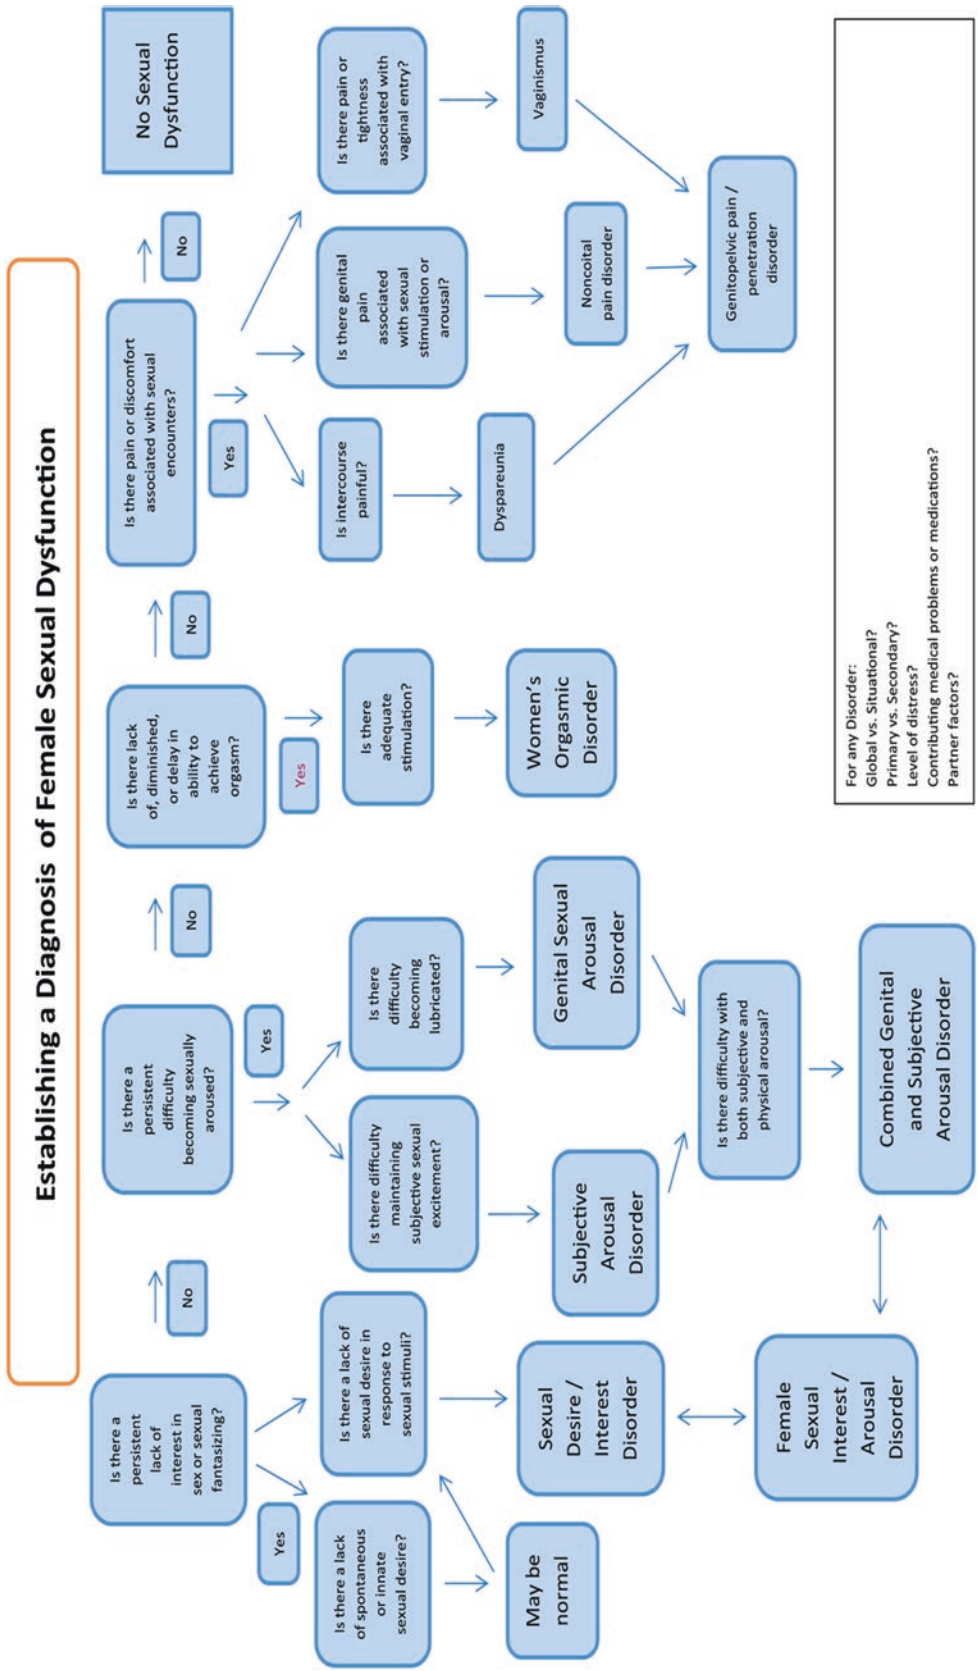 Establishing a Diagnosis of Female Sexual Dysfunction
Is there a
persistent
lack of
interest in
sex or sexual
fantasizing?
No
Is there a
persistent
difficulty
becoming sexually
aroused?
No
Is there lack
of, diminished,
or delay in
ability to
achieve
orgasm?
No
Is there pain or discomfort
associated with sexual
encounters?
No
No Sexual
Dysfunction
Yes
Is there a lack
of spontaneous
or innate
sexual desire?
May be
normal
Is there a lack of
sexual desire in
response to
sexual stimuli?
Sexual
Desire /
Interest
Disorder
Female
Sexual
Interest /
Arousal
Disorder
Yes
Is there difficulty
maintaining
subjective sexual
excitement?
Subjective
Arousal
Disorder
Is there
difficulty
becoming
lubricated?
Genital Sexual
Arousal
Disorder
Is there difficulty with
both subjective and
physical arousal?
Combined Genital
and Subjective
Arousal Disorder
Yes
Is there
adequate
stimulation?
Women's
Orgasmic
Disorder
Yes
Is intercourse
painful?
Dyspareunia
Is there genital
pain
associated
with sexual
stimulation or
arousal?
Noncoital
pain disorder
Is there pain or
tightness
associated with
vaginal entry?
Vaginismus
Genitopelvic pain /
penetration
disorder
For any Disorder:
Global vs. Situational?
Primary vs. Secondary?
Level of distress?
Contributing medical problems or medications?
Partner factors?